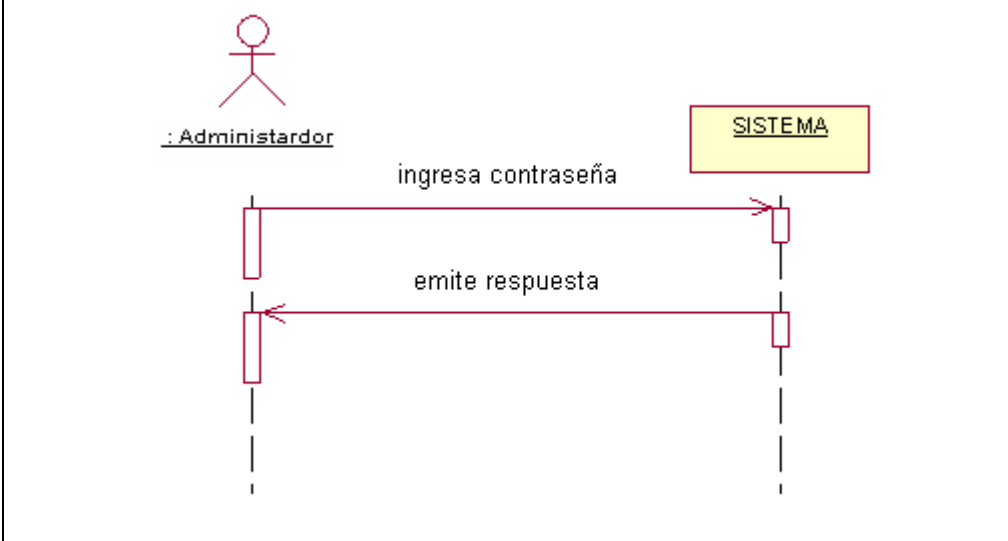 : Administardor
SISTEMA
ingresa contraseña
emite respuesta